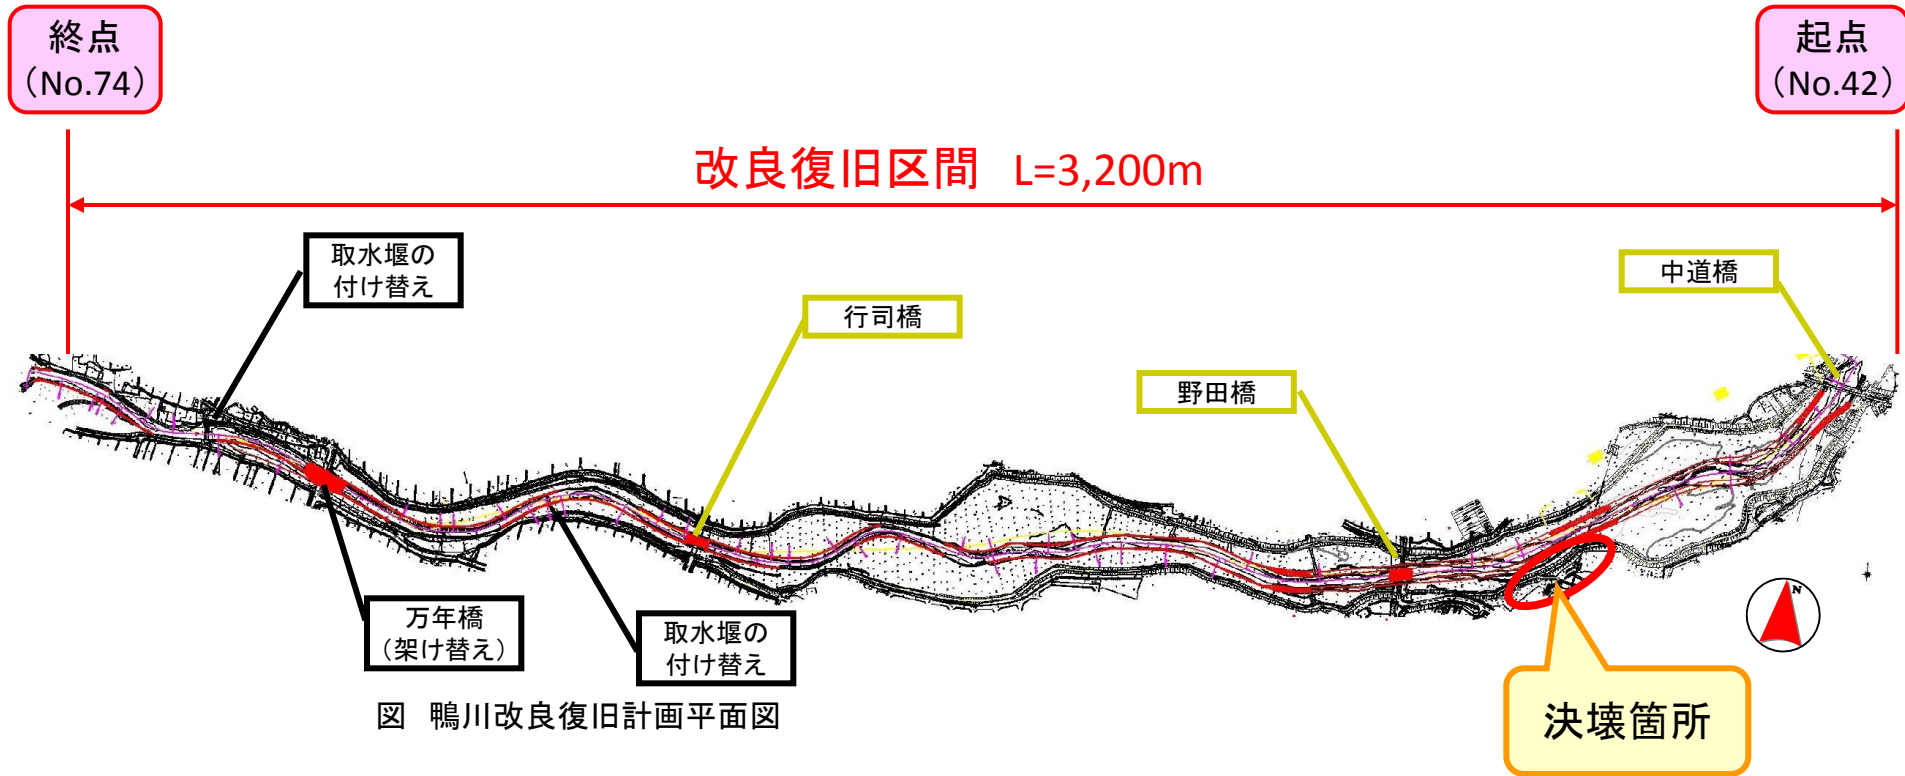 終点
（No.74）
起点
（No.42）
改良復旧区間 L=3,200m
取水堰の
付け替え
中道橋
行司橋
野田橋
N
万年橋
（架け替え）
取水堰の
付け替え
決壊箇所
図 鴨川改良復旧計画平面図